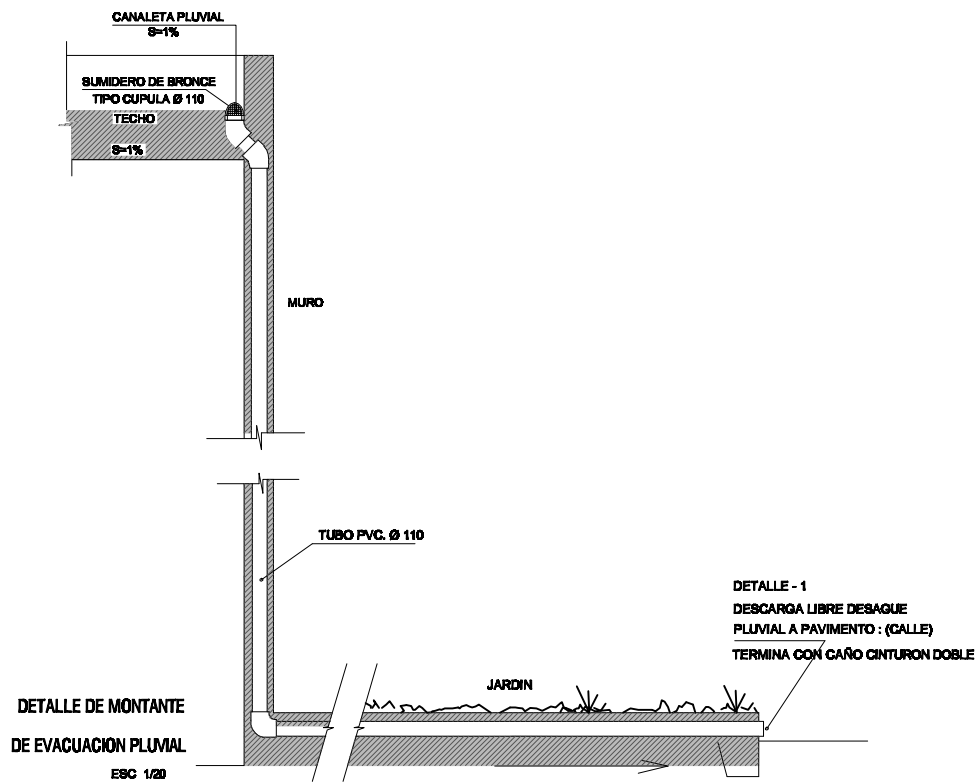 CANALETA PLUVIAL
S=1%
SUMIDERO DE BRONCE
TIPO CUPULA Ø 110
TECHO
S=1%
MURO
TUBO PVC. Ø 110
DETALLE - 1
DESCARGA LIBRE DESAGUE
PLUVIAL A PAVIMENTO : (CALLE)
TERMINA CON CAÑO CINTURON DOBLE
JARDIN
DETALLE DE MONTANTE
DE EVACUACION PLUVIAL
ESC 1/20